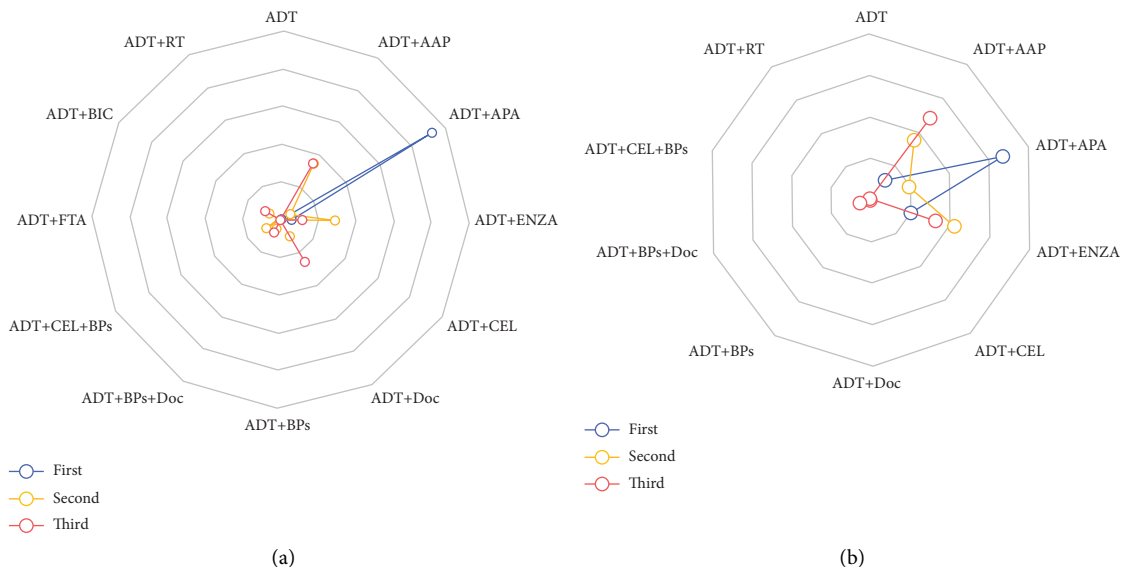 ADT
ADT+AAP
ADT+APA
ADT+ENZA
ADT+CEL
ADT+Doc
ADT+BPs
ADT+BPs+Doc
ADT+CEL+BPs
ADT+FTA
ADT+BIC
ADT+RT
First
Second
Third
(a)
ADT
ADT+AAP
ADT+APA
ADT+ENZA
ADT+CEL
ADT+Doc
ADT+BPs
ADT+BPs+Doc
ADT+CEL+BPs
ADT+RT
First
Second
Third
(b)